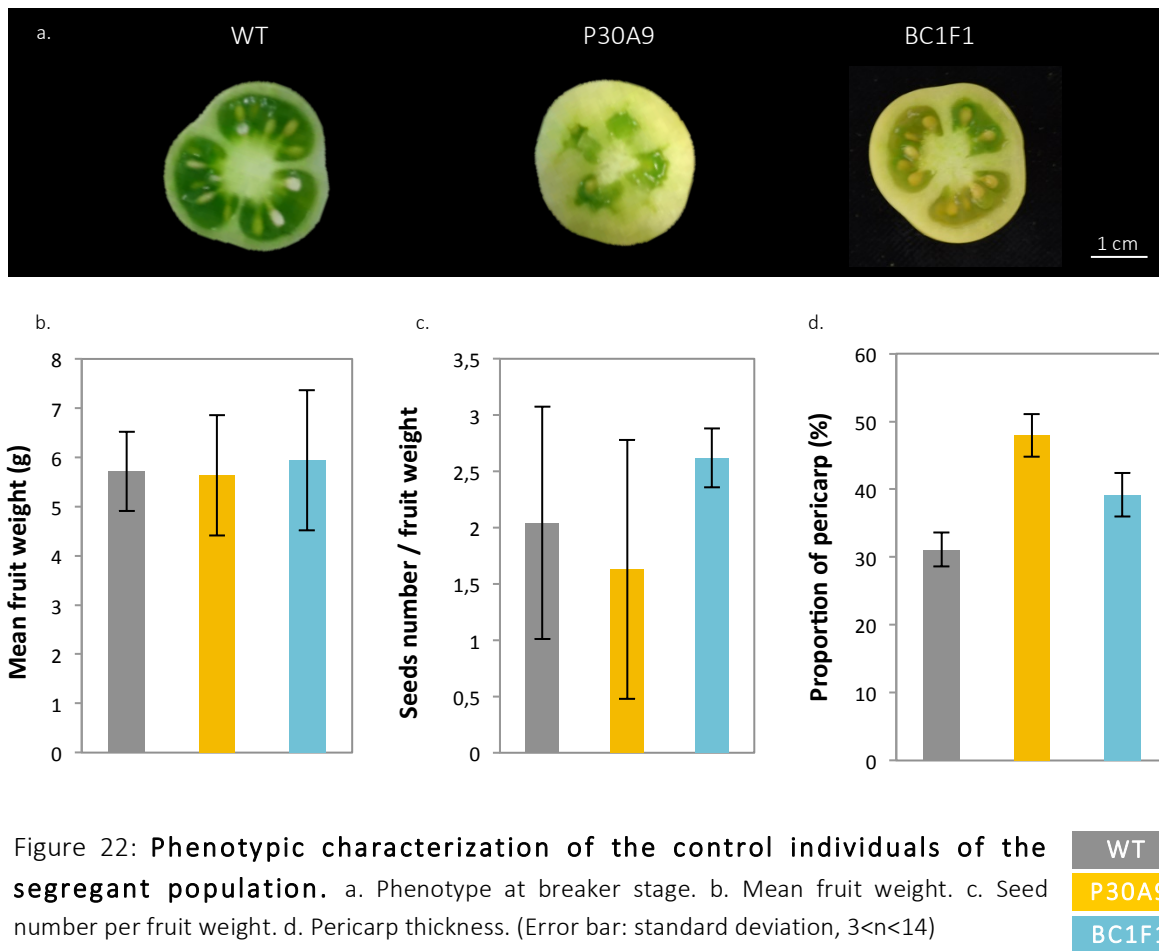 a.
WT
P30A9
BC1F1
1 cm
b.
Mean fruit weight (g)
8
7
6
5
4
3
2
1
0
c.
Seeds number / fruit weight
3,5
3
2,5
2
1,5
1
0,5
0
d.
Proportion of pericarp (%)
60
50
40
30
20
10
0
Figure 22: Phenotypic characterization of the control individuals of the
segregant population. a. Phenotype at breaker stage. b. Mean fruit weight. c. Seed
number per fruit weight. d. Pericarp thickness. (Error bar: standard deviation, 3<n<14)
WT
P30A9
BC1F1